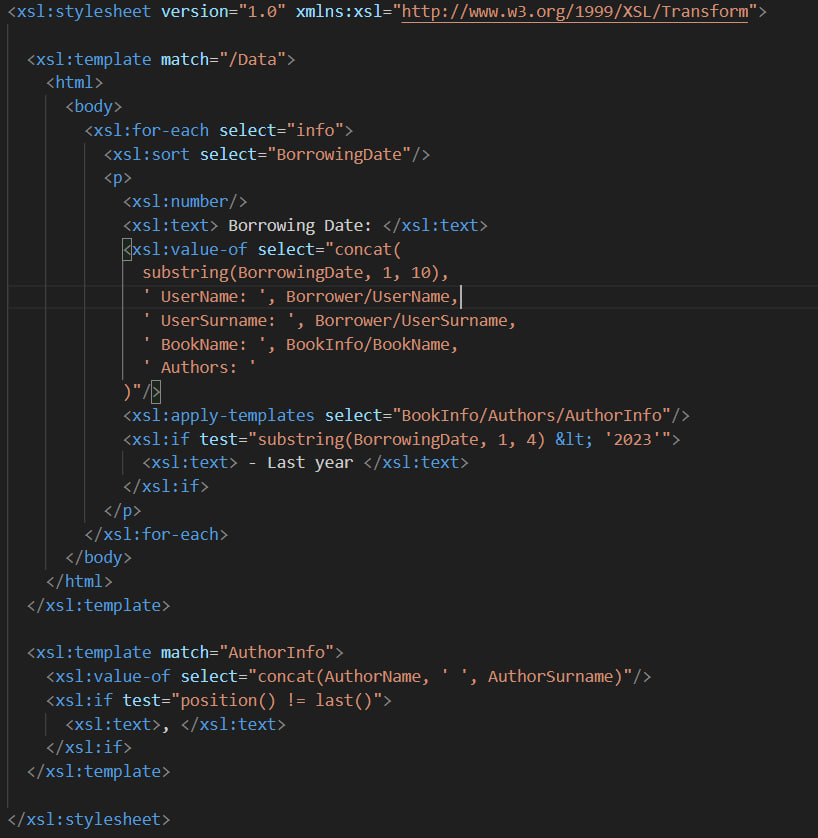 <xsl:stylesheet version="1.0" xmlns:xsl="http://www.w3.org/1999/XSL/Transform">
<xsl:template match="/Data">
<html>
<body>
<xsl:for-each select="info">
<xsl:sort select="BorrowingDate"/>
<p>
<xsl:number/>
<xsl:text> Borrowing Date: </xsl:text>
<xsl:value-of select="concat(
substring(BorrowingDate, 1, 10),
' UserName: ', Borrower/UserName,
' UserSurname: ', Borrower/UserSurname,
' BookName: ', BookInfo/BookName,
' Authors: '
)"/>
<xsl:apply-templates select="BookInfo/Authors/AuthorInfo"/>
<xsl:if test="substring(BorrowingDate, 1, 4) &lt; '2023'">
<xsl:text> - Last year </xsl:text>
</xsl:if>
</p>
</xsl:for-each>
</body>
</html>
</xsl:template>
<xsl:template match="AuthorInfo">
<xsl:value-of select="concat(AuthorName, ' ', AuthorSurname)"/>
<xsl:if test="position() != last()">
<xsl:text>, </xsl:text>
</xsl:if>
</xsl:template>
</xsl:stylesheet>